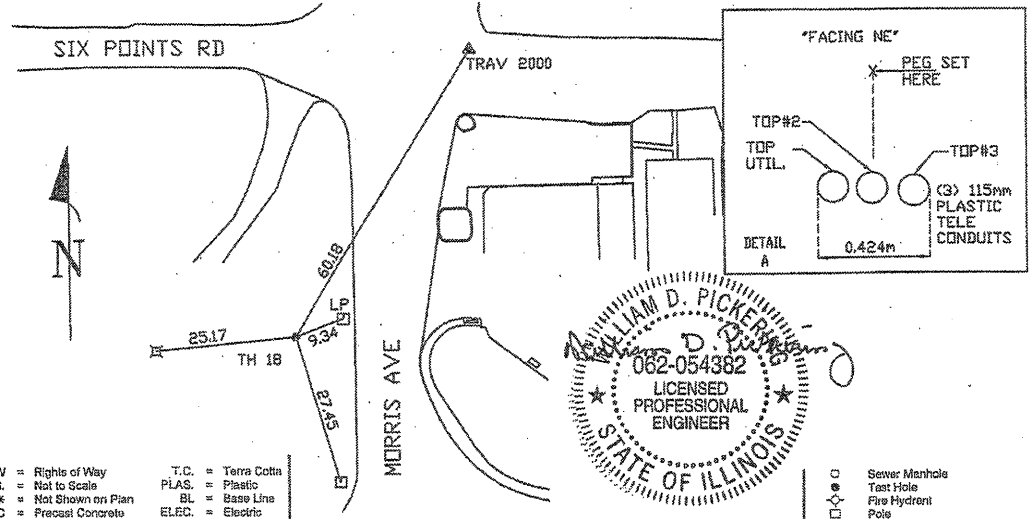 SIX POINTS RD
TRAV 2000
60.18
LP
9.34
25.17
TH 18
27.45
MORRIS AVE
N
"FACING NE"
PEG SET
HERE
TOP#2
TOP
UTIL.
TOP#3
(3) 115mm
PLASTIC
TELE
CONDUITS
DETAIL
A
0.424m
WILLIAM D. PICKERING
062-054382
LICENSED
PROFESSIONAL
ENGINEER
STATE OF ILLINOIS
= Rights of Way
= Not to Scale
= Not Shown on Plan
= Precast Concrete
T.C. = Terra Cotta
PLAS. = Plastic
BL = Base Line
ELEC. = Electric
Sewer Manhole
Test Hole
Fire Hydrent
Pole